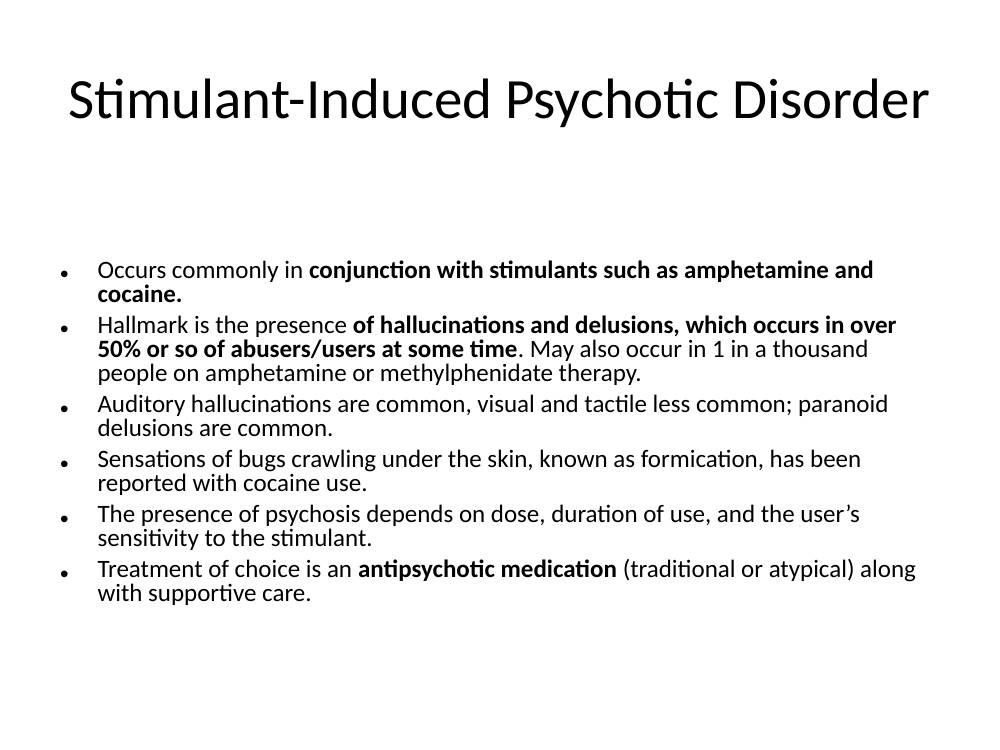 Stimulant-Induced Psychotic Disorder
• Occurs commonly in conjunction with stimulants such as amphetamine and
cocaine.
• Hallmark is the presence of hallucinations and delusions, which occurs in over
50% or so of abusers/users at some time. May also occur in 1 in a thousand
people on amphetamine or methylphenidate therapy.
• Auditory hallucinations are common, visual and tactile less common; paranoid
delusions are common.
• Sensations of bugs crawling under the skin, known as formication, has been
reported with cocaine use.
• The presence of psychosis depends on dose, duration of use, and the user’s
sensitivity to the stimulant.
• Treatment of choice is an antipsychotic medication (traditional or atypical) along
with supportive care.